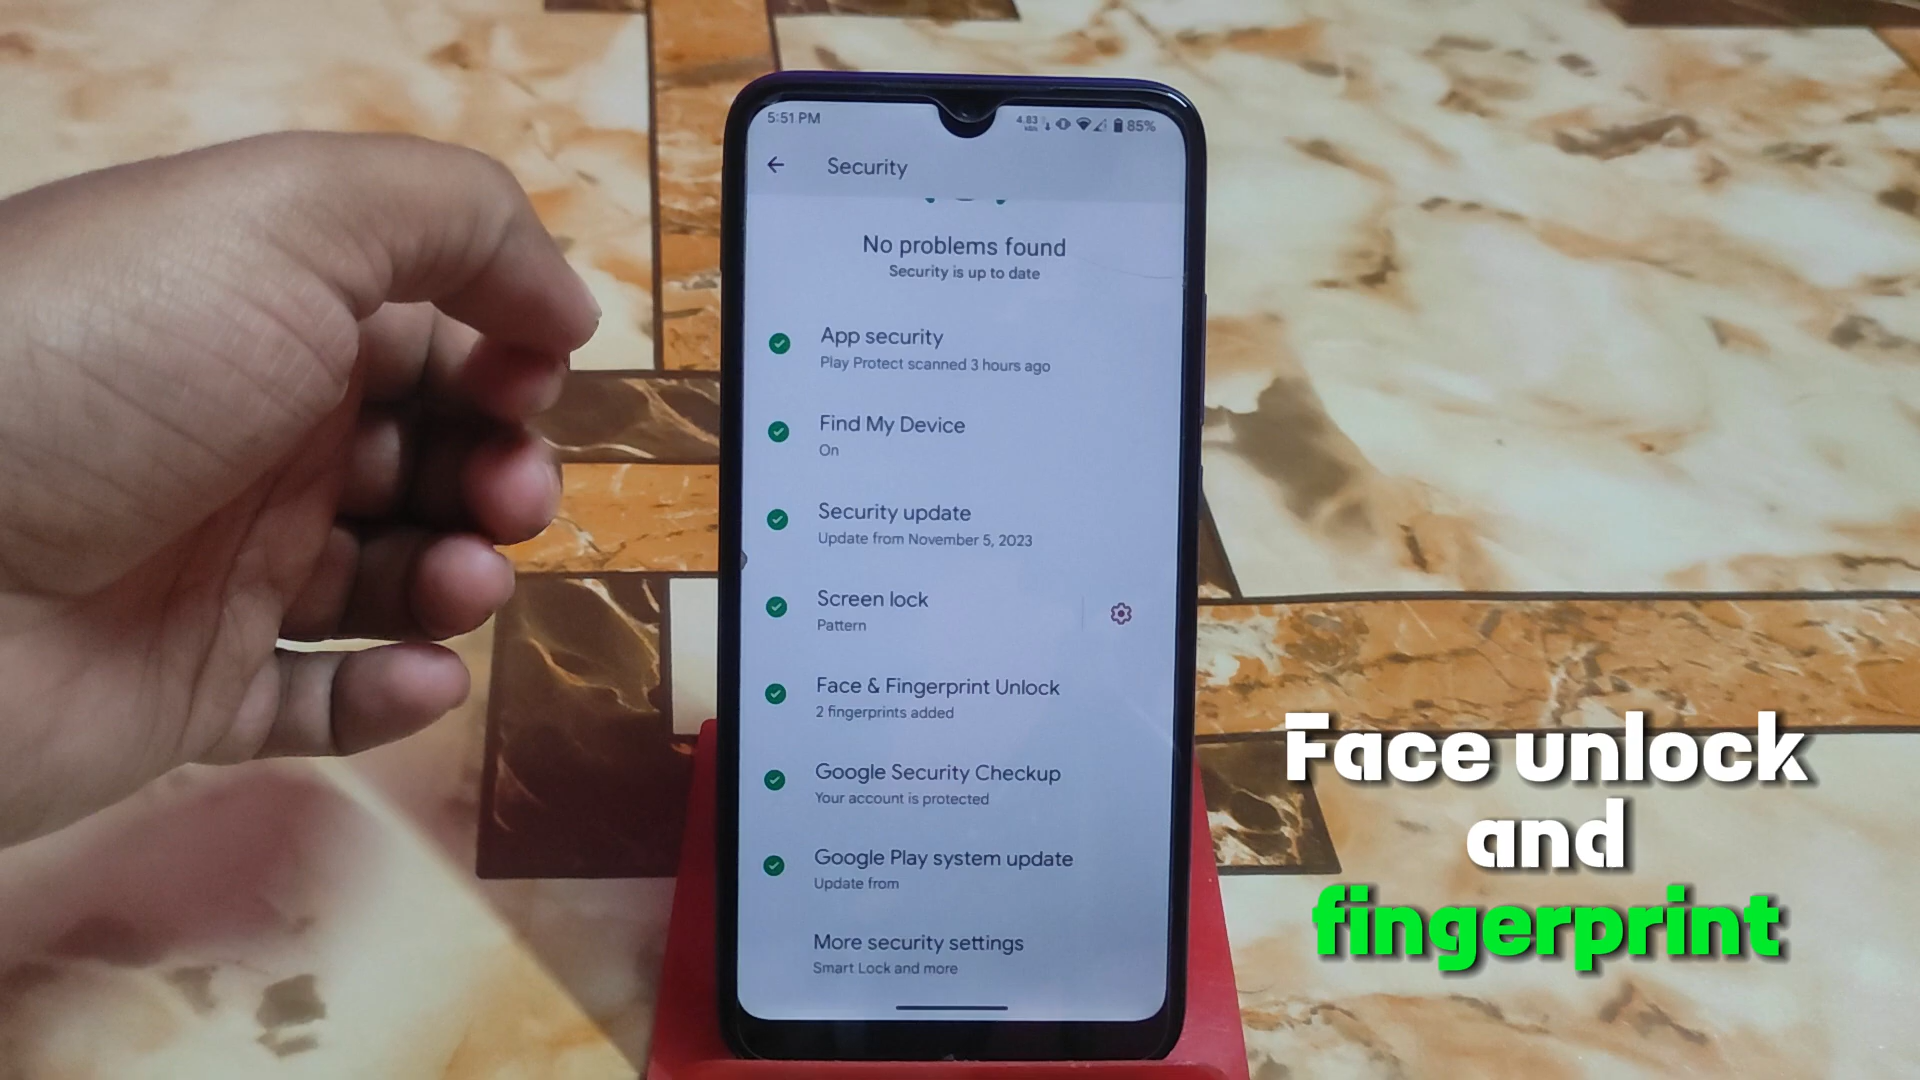 5:51 PM
4.83
85%
Security
No problems found
Security is up to date
App security
Play Protect scanned 3 hours ago
Find My Device
On
Security update
Update from November 5, 2023
Screen lock
Pattern
Face & Fingerprint Unlock
2 fingerprints added
Google Security Checkup
Your account is protected
Google Play system update
Update from
More security settings
Smart Lock and more
Face unlock
and
fingerprint